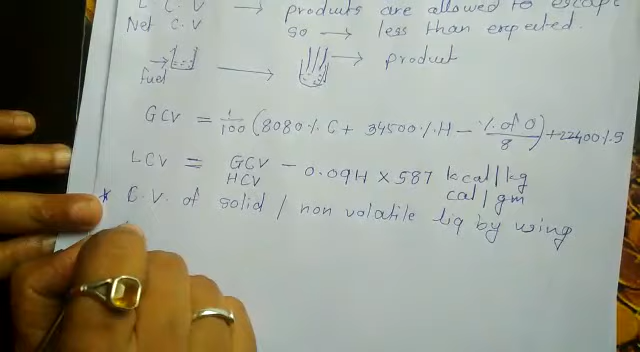 L C.V → products are allowed to escape
Net C.V so → less than expected.
→ product
Fuel →
GCV = 1/100 (8080 % C + 34500 % H - % of O/8) + 2240 0 % S
LCV = GCV - 0.09H × 587 kcal/kg
HCV cal/gm
* C.V. of solid / non volatile liq by using